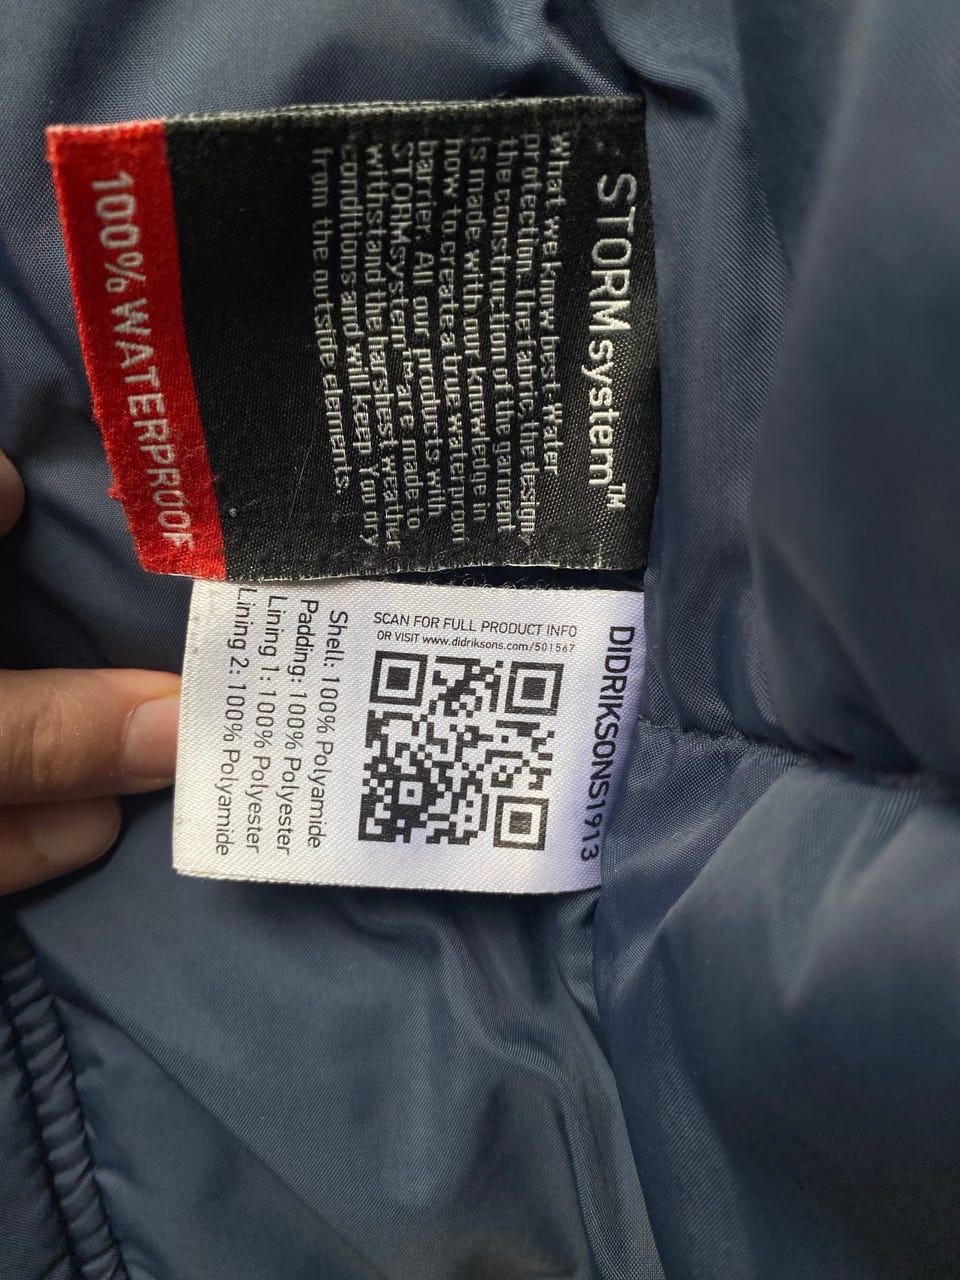 STORMsystem™
What we know best. Water
protection. The fabric, the design,
the construction of the garment
is made with our knowledge in
how to create a true waterproof
barrier. All our products with
STORMsystem™ are made to
withstand the harshest weather
conditions and will keep You dry
from the outside elements.
100% WATERPROOF
DIDRIKSONS1913
SCAN FOR FULL PRODUCT INFO
OR VISIT www.didriksons.com/501567
Shell: 100% Polyamide
Padding: 100% Polyester
Lining 1: 100% Polyester
Lining 2: 100% Polyamide